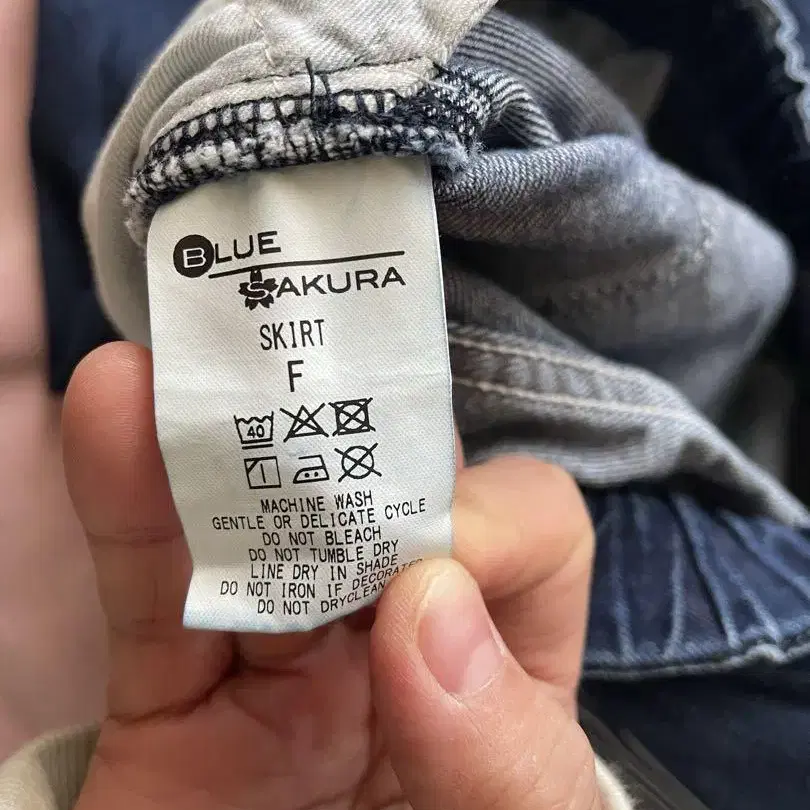 BLUE
SAKURA
SKIRT
F
40
MACHINE WASH
GENTLE OR DELICATE CYCLE
DO NOT BLEACH
DO NOT TUMBLE DRY
LINE DRY IN SHADE
DO NOT IRON IF DECORATED
DO NOT DRYCLEAN